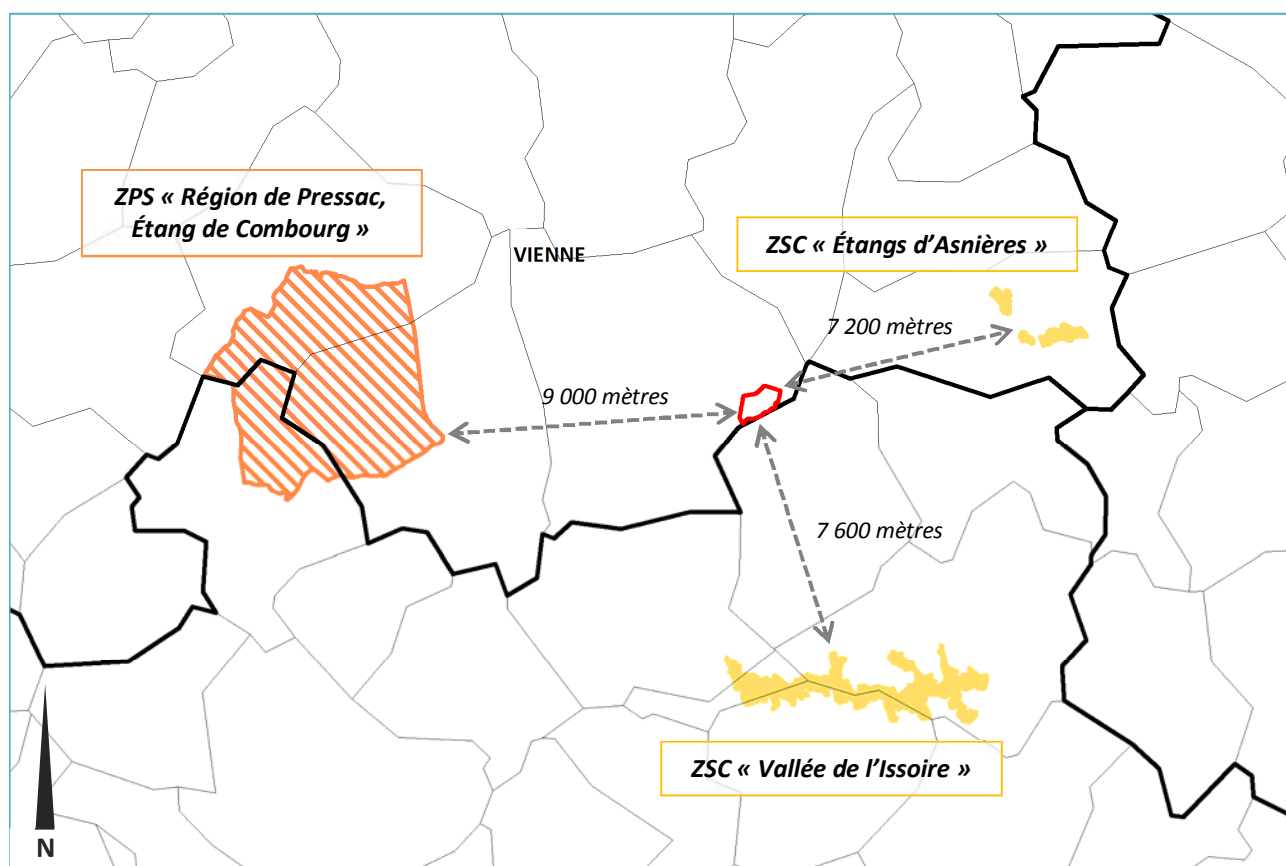 ZPS « Région de Pressac,
Étang de Combourg »
VIENNE
ZSC « Étangs d’Asnières »
7 200 mètres
9 000 mètres
7 600 mètres
ZSC « Vallée de l’Issoire »
N